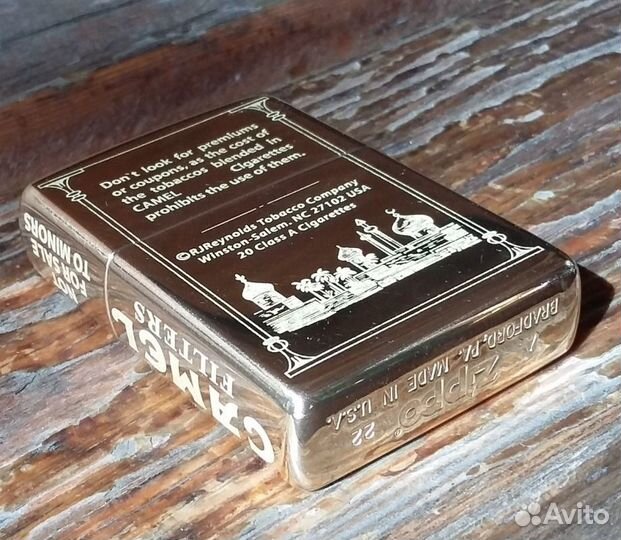 Don't look for premiums
or coupons, as the cost of
the tobaccos blended in
CAMEL Cigarettes
prohibits the use of them.
©RJReynolds Tobacco Company
Winston-Salem, NC 27102 USA
20 Class A Cigarettes
NOT
FOR SALE
TO MINORS
CAMEL
FILTERS
A Zippo® 22
BRADFORD, PA. MADE IN U.S.A.
Avito